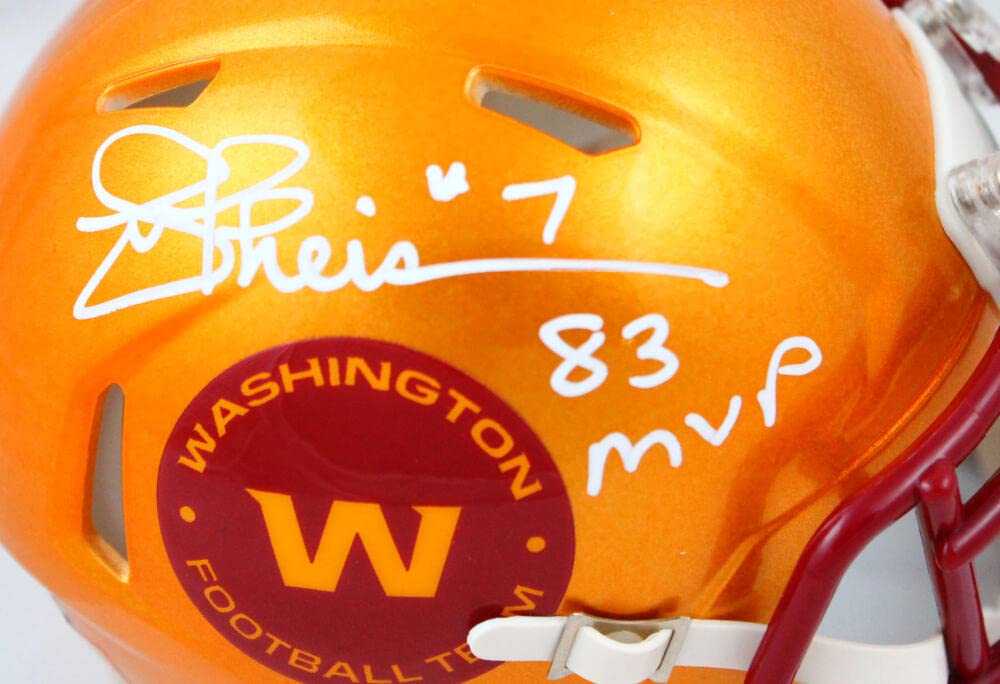 Theis #7
83
MVP
WASHINGTON
W
FOOTBALL TEAM